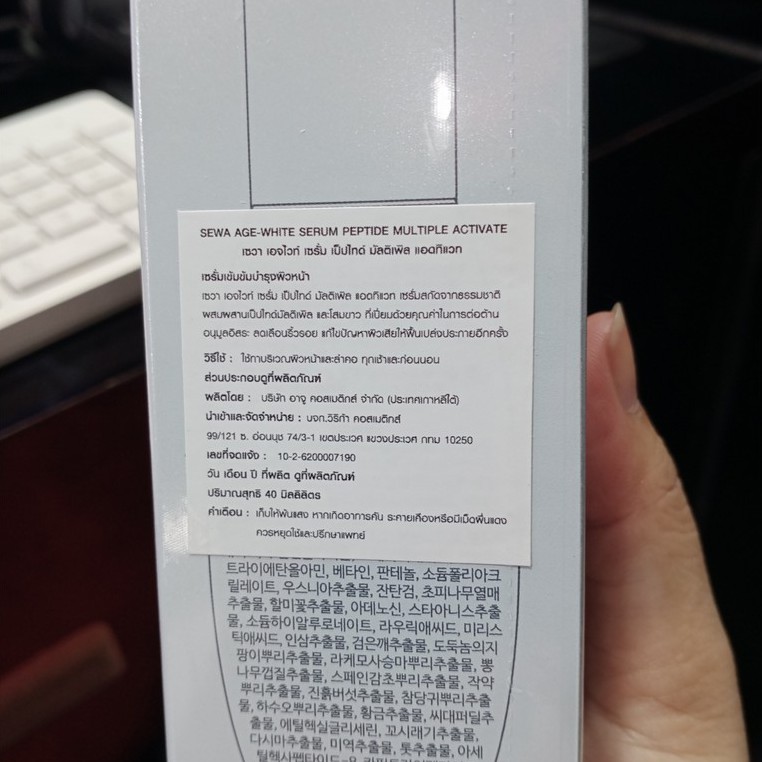 SEWA AGE-WHITE SERUM PEPTIDE MULTIPLE ACTIVATE
เซวา เอจไวท์ เซรั่ม เป็ปไทด์ มัลติเพิล แอดทิแวท
เซรั่มเข้มข้นบำรุงผิวหน้า
เซวา เอจไวท์ เซรั่ม เป็ปไทด์ มัลติเพิล แอดทิแวท เซรั่มสกัดจากธรรมชาติ
ผสมผสานเป็ปไทด์มัลติเพิล และโสมขาว ที่เปี่ยมด้วยคุณค่าในการต่อต้าน
อนุมูลอิสระ ลดเลือนริ้วรอย แก้ไขปัญหาผิวเสียให้ฟื้นเปล่งประกายอีกครั้ง
วิธีใช้ : ใช้ทาบริเวณผิวหน้าและลำคอ ทุกเช้าและก่อนนอน
ส่วนประกอบดูที่ผลิตภัณฑ์
ผลิตโดย : บริษัท อาจู คอสเมติกส์ จำกัด (ประเทศเกาหลีใต้)
นำเข้าและจัดจำหน่าย : บจก.วิริก้า คอสเมติกส์
99/121 ซ. อ่อนนุช 74/3-1 เขตประเวศ แขวงประเวศ กทม 10250
เลขที่จดแจ้ง : 10-2-6200007190
วัน เดือน ปี ที่ผลิต ดูที่ผลิตภัณฑ์
ปริมาณสุทธิ 40 มิลลิลิตร
คำเตือน : เก็บให้พ้นแสง หากเกิดอาการคัน ระคายเคืองหรือมีเม็ดผื่นแดง
ควรหยุดใช้และปรึกษาแพทย์
트라이에탄올아민, 베타인, 판테놀, 소듐폴리아크
릴레이트, 우스니아추출물, 잔탄검, 초피나무열매
추출물, 할미꽃추출물, 아데노신, 스타아니스추출
물, 소듐하이알루로네이트, 라우릭애씨드, 미리스
틱애씨드, 인삼추출물, 검은깨추출물, 도둑놈의지
팡이뿌리추출물, 라케모사승마뿌리추출물, 뽕
나무껍질추출물, 스페인감초뿌리추출물, 작약
뿌리추출물, 진흙버섯추출물, 참당귀뿌리추출
물, 하수오뿌리추출물, 황금추출물, 씨대퍼딜추
출물, 에틸헥실글리세린, 꼬시래기추출물,
다시마추출물, 미역추출물, 톳추출물, 아세
틸헥사펩타이드-8,